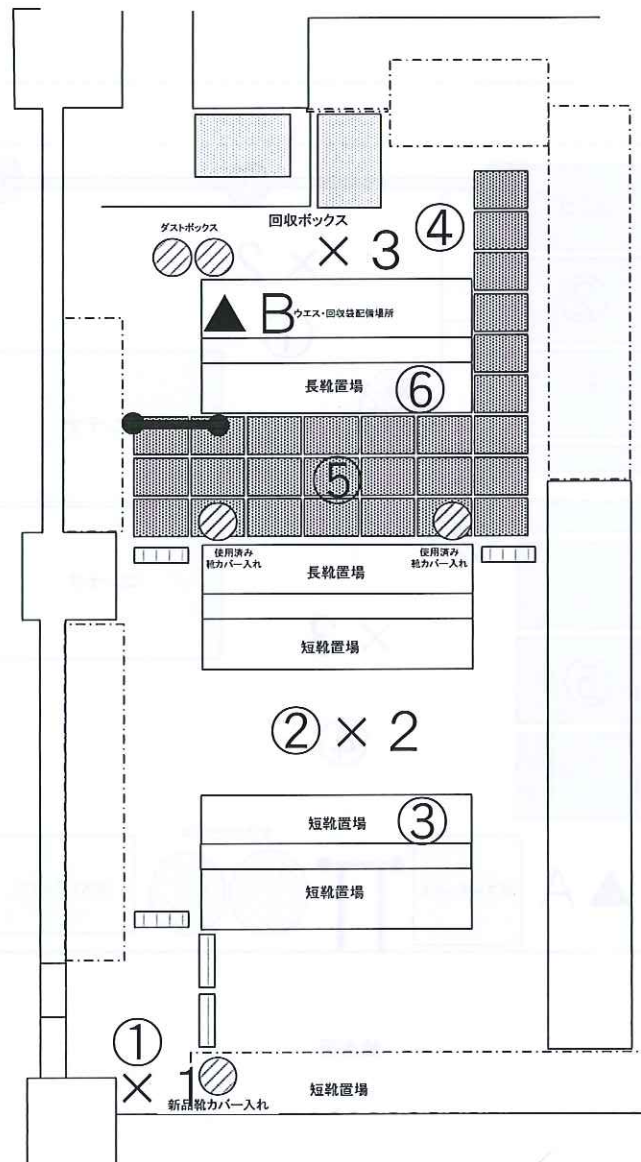 ダストボックス
回収ボックス
④
× 3
▲ B ウエス・回収袋配備場所
長靴置場
⑥
⑤
使用済み
靴カバー入れ
使用済み
靴カバー入れ
長靴置場
短靴置場
② × 2
短靴置場
③
短靴置場
①
× 1
新品靴カバー入れ
短靴置場